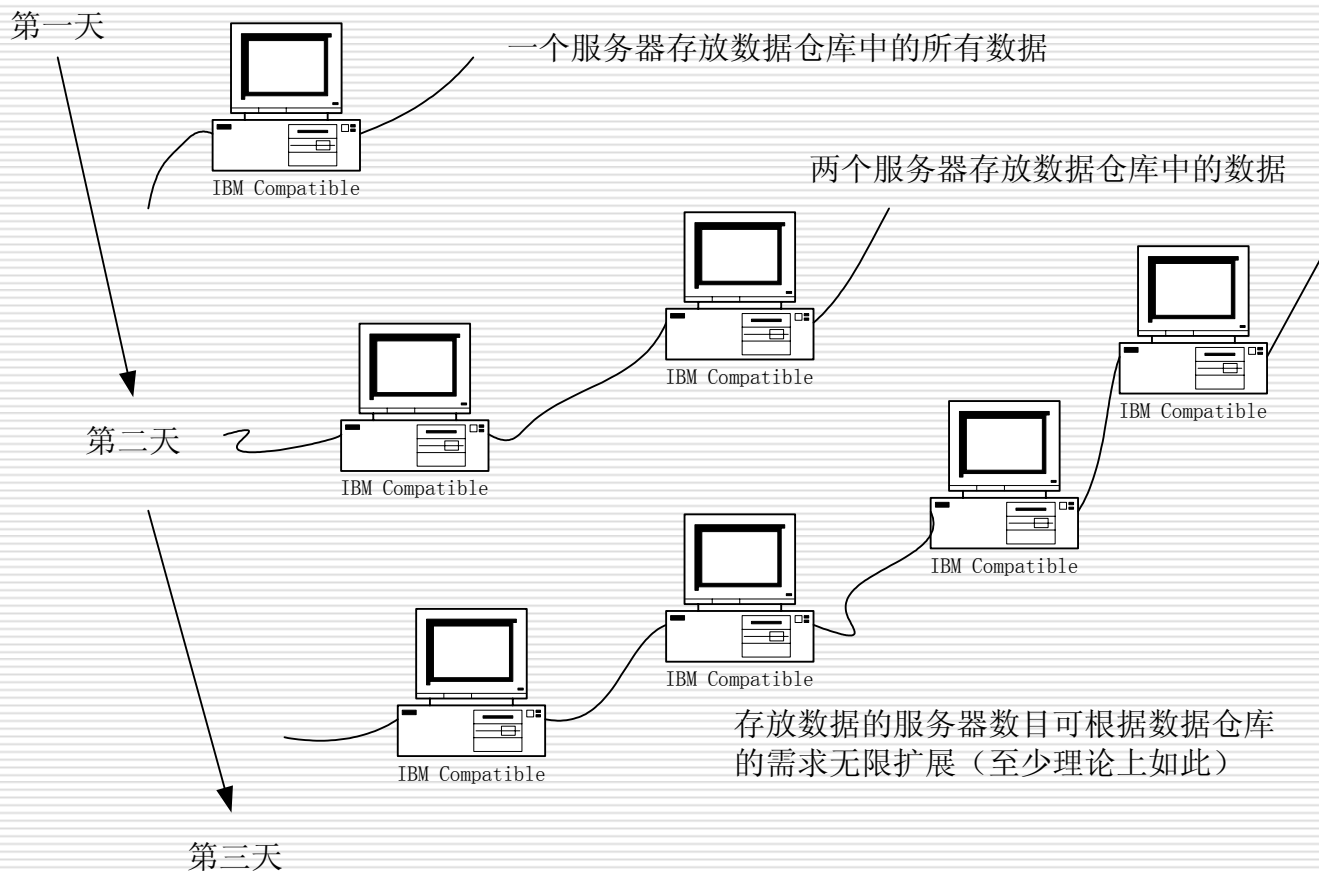 第一天
一个服务器存放数据仓库中的所有数据
IBM Compatible
两个服务器存放数据仓库中的数据
IBM Compatible
IBM Compatible
第二天
IBM Compatible
IBM Compatible
IBM Compatible
IBM Compatible
存放数据的服务器数目可根据数据仓库
的需求无限扩展（至少理论上如此）
第三天